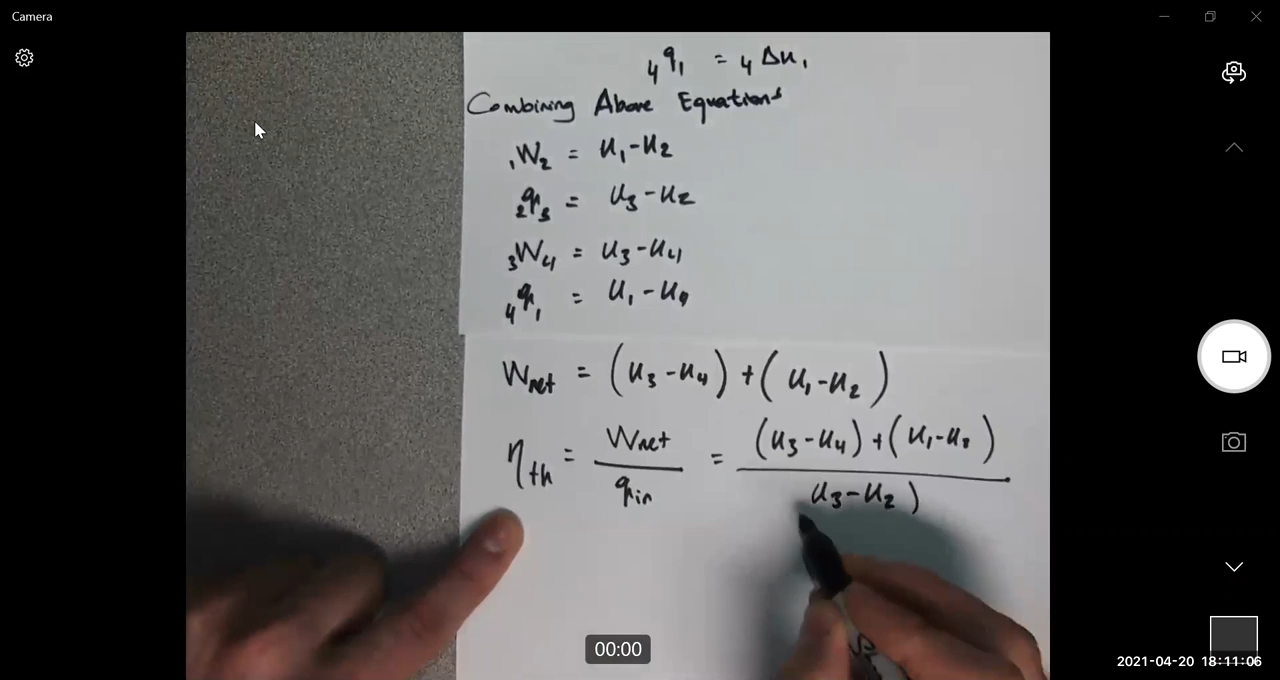 Camera
₄q₁ = ₄Δu₁
Combining Above Equations
₁W₂ = u₁-u₂
₂q₃ = u₃-u₂
₃W₄ = u₃-u₄
₄q₁ = u₁-u₄
Wnet = (u₃-u₄)+(u₁-u₂)
ηth = Wnet/qin = (u₃-u₄)+(u₁-u₂)/u₃-u₂)
00:00
2021-04-20 18:11:06